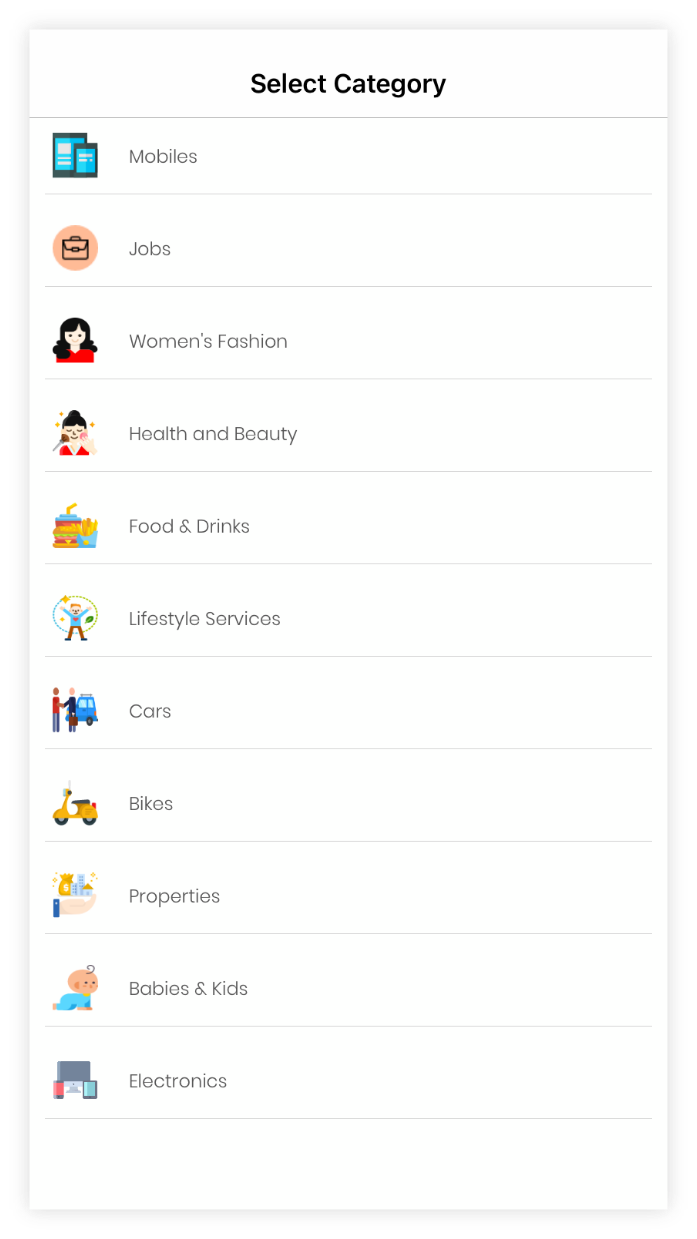 Select Category
Mobiles
Jobs
Women's Fashion
Health and Beauty
Food & Drinks
Lifestyle Services
Cars
Bikes
Properties
Babies & Kids
Electronics